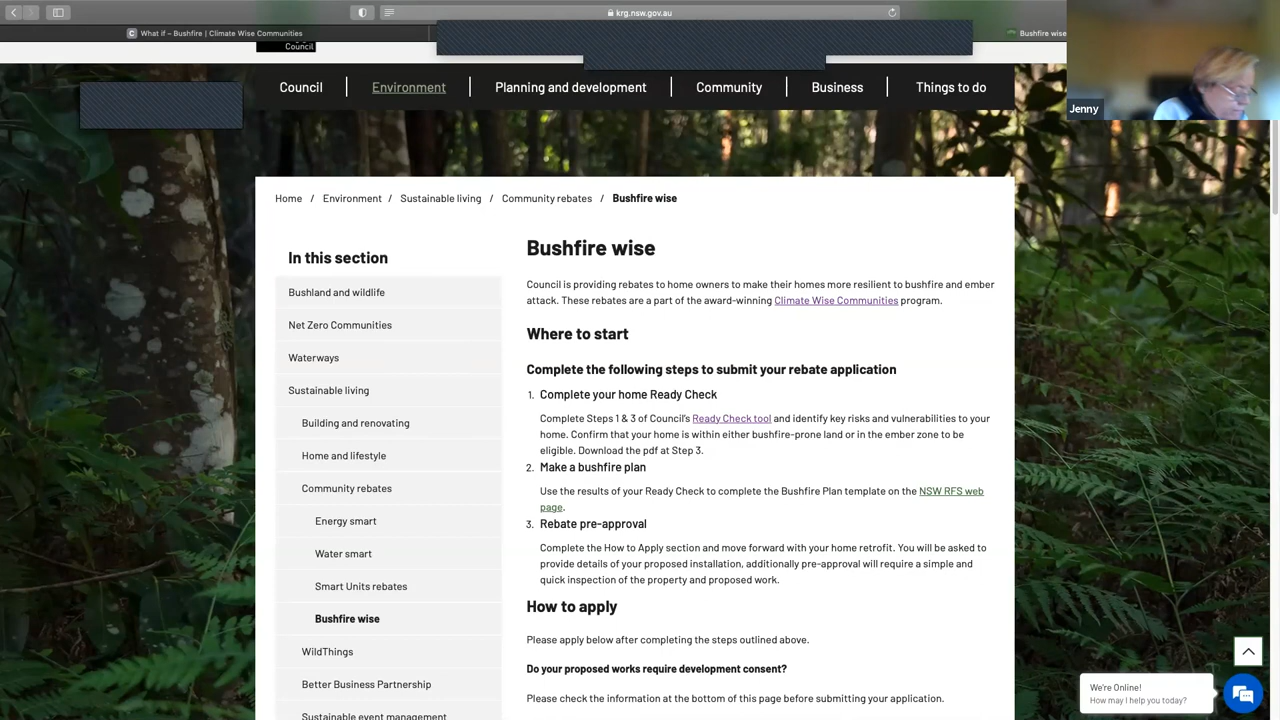 krg.nsw.gov.au
What if ~ Bushfire | Climate Wise Communities
Bushfire wise
Council
Council
Environment
Planning and development
Community
Business
Things to do
Jenny
Home / Environment / Sustainable living / Community rebates / Bushfire wise
In this section
Bushland and wildlife
Net Zero Communities
Waterways
Sustainable living
Building and renovating
Home and lifestyle
Community rebates
Energy smart
Water smart
Smart Units rebates
Bushfire wise
WildThings
Better Business Partnership
Sustainable event management
Bushfire wise
Council is providing rebates to home owners to make their homes more resilient to bushfire and ember
attack. These rebates are a part of the award-winning Climate Wise Communities program.
Where to start
Complete the following steps to submit your rebate application
1. Complete your home Ready Check
Complete Steps 1 & 3 of Council's Ready Check tool and identify key risks and vulnerabilities to your
home. Confirm that your home is within either bushfire-prone land or in the ember zone to be
eligible. Download the pdf at Step 3.
2. Make a bushfire plan
Use the results of your Ready Check to complete the Bushfire Plan template on the NSW RFS web
page.
3. Rebate pre-approval
Complete the How to Apply section and move forward with your home retrofit. You will be asked to
provide details of your proposed installation, additionally pre-approval will require a simple and
quick inspection of the property and proposed work.
How to apply
Please apply below after completing the steps outlined above.
Do your proposed works require development consent?
Please check the information at the bottom of this page before submitting your application.
We're Online!
How may I help you today?